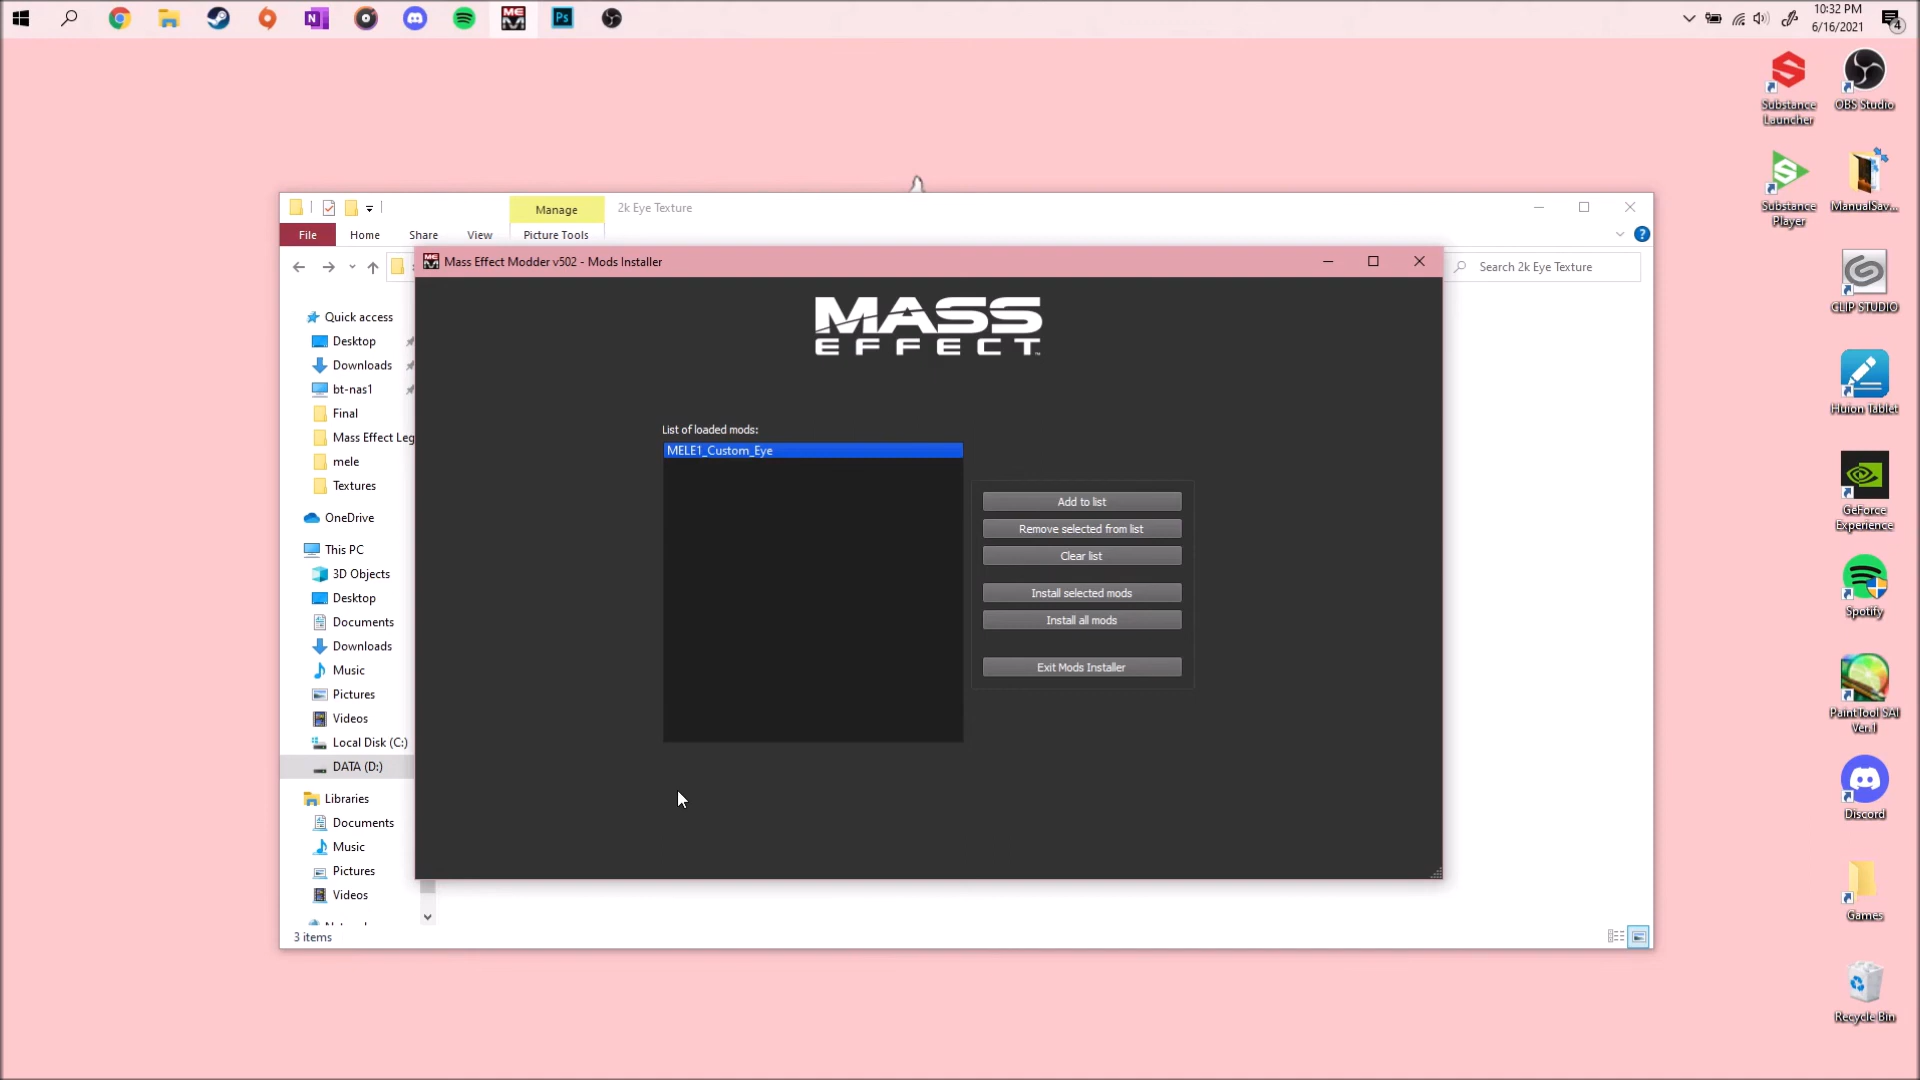 ME
Ps
10:32 PM
6/16/2021
4
Substance
Launcher
OBS Studio
Substance
Player
ManualSav...
CLIP STUDIO
Huion Tablet
GeForce
Experience
Spotify
PaintTool SAI
Ver.1
Discord
Games
Recycle Bin
Manage
2k Eye Texture
File
Home
Share
View
Picture Tools
Search 2k Eye Texture
Quick access
Desktop
Downloads
bt-nas1
Final
Mass Effect Leg
mele
Textures
OneDrive
This PC
3D Objects
Desktop
Documents
Downloads
Music
Pictures
Videos
Local Disk (C:)
DATA (D:)
Libraries
Documents
Music
Pictures
Videos
3 items
Mass Effect Modder v502 - Mods Installer
MASS
EFFECT™
List of loaded mods:
MELE1_Custom_Eye
Add to list
Remove selected from list
Clear list
Install selected mods
Install all mods
Exit Mods Installer